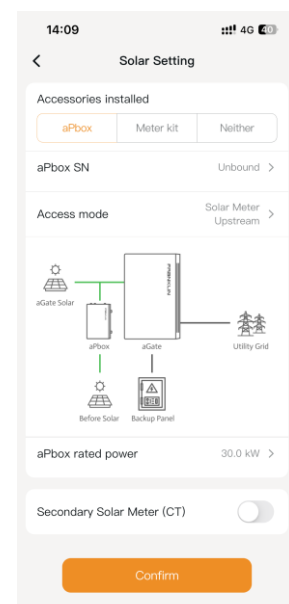 14:09 4G 40
Solar Setting
Accessories installed
aPbox Meter kit Neither
aPbox SN Unbound
Access mode Solar Meter
Upstream
FRANKLIN
aGate Solar
aPbox aGate Utility Grid
Before Solar Backup Panel
aPbox rated power 30.0 kW
Secondary Solar Meter (CT)
Confirm